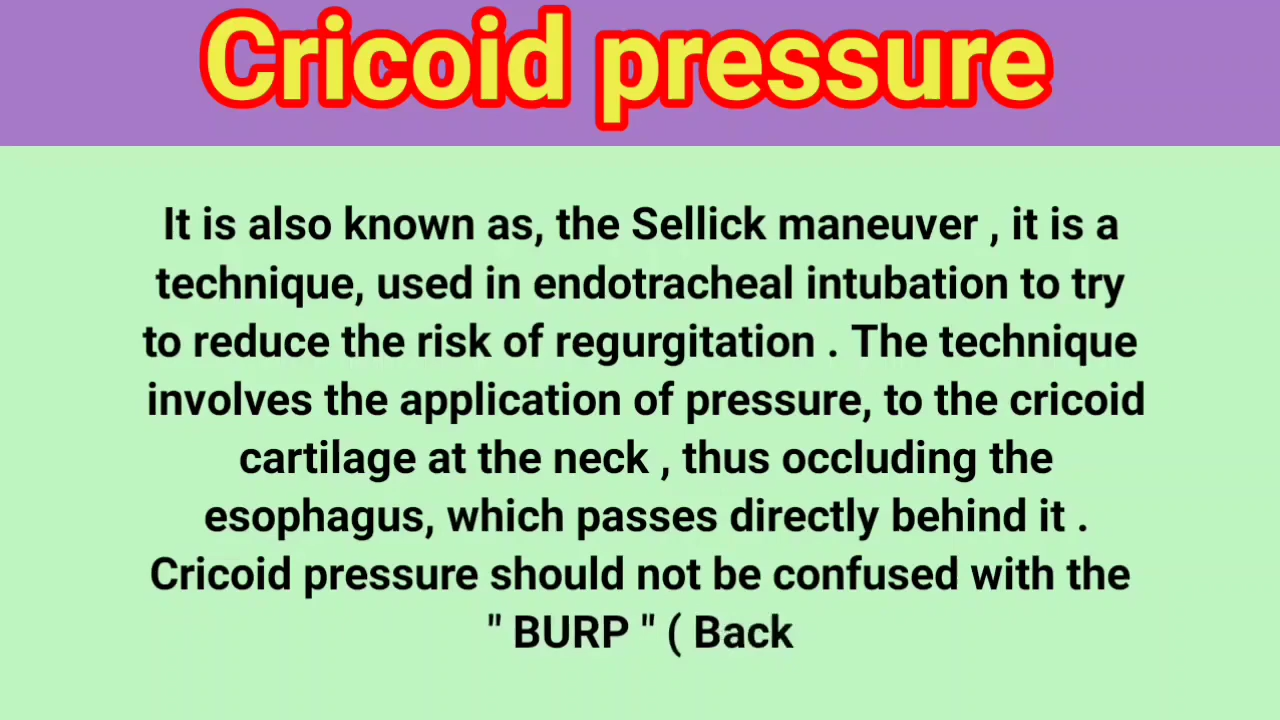 Cricoid pressure
It is also known as, the Sellick maneuver , it is a
technique, used in endotracheal intubation to try
to reduce the risk of regurgitation . The technique
involves the application of pressure, to the cricoid
cartilage at the neck , thus occluding the
esophagus, which passes directly behind it .
Cricoid pressure should not be confused with the
" BURP " ( Back